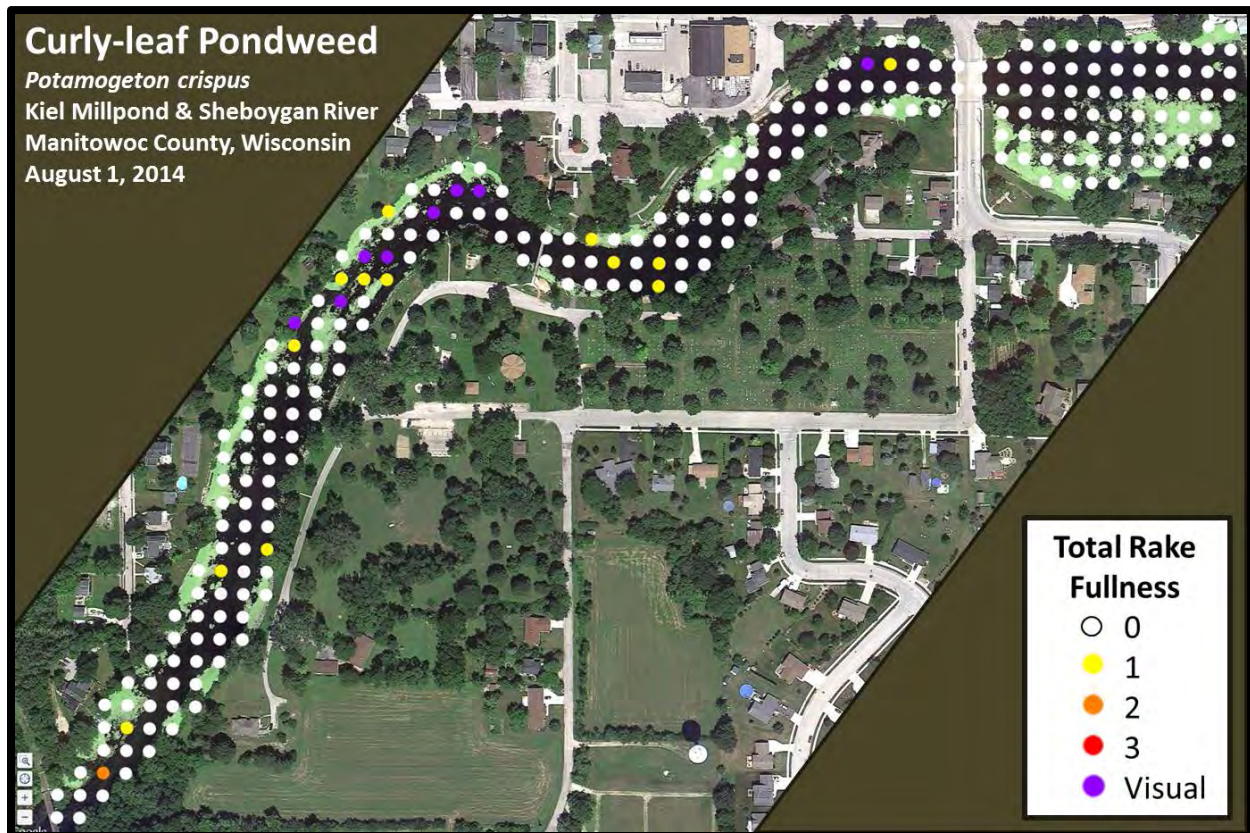 Curly-leaf Pondweed
Potamogeton crispus
Kiel Millpond & Sheboygan River
Manitowoc County, Wisconsin
August 1, 2014
Total Rake
Fullness
0
1
2
3
Visual